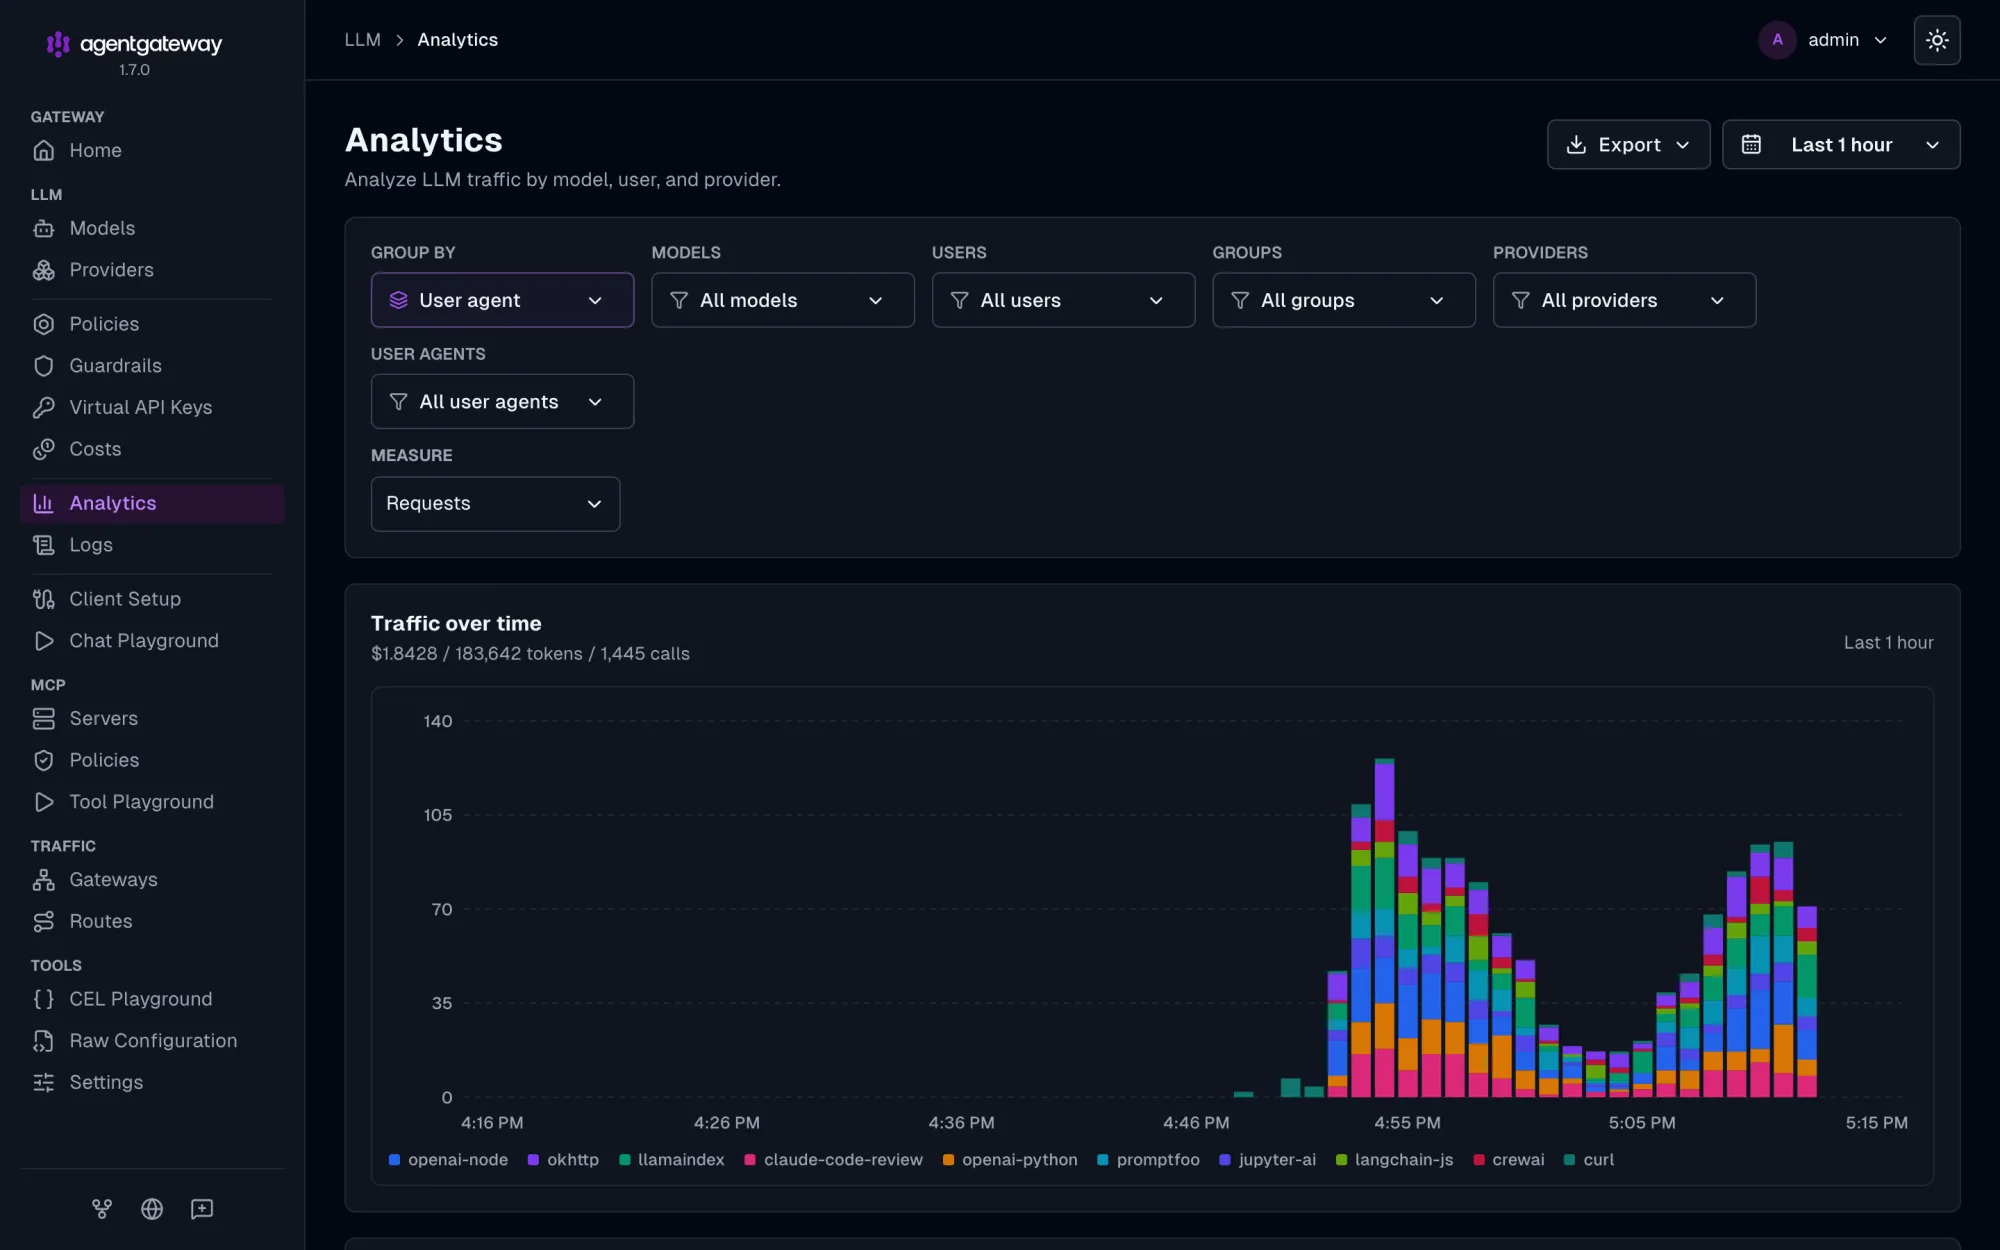 agentgateway
1.7.0
GATEWAY
Home
LLM
Models
Providers
Policies
Guardrails
Virtual API Keys
Costs
Analytics
Logs
Client Setup
Chat Playground
MCP
Servers
Policies
Tool Playground
TRAFFIC
Gateways
Routes
TOOLS
CEL Playground
Raw Configuration
Settings
LLM > Analytics
A admin
Analytics
Analyze LLM traffic by model, user, and provider.
Export
Last 1 hour
GROUP BY MODELS USERS GROUPS PROVIDERS
User agent All models All users All groups All providers
USER AGENTS
All user agents
MEASURE
Requests
Traffic over time
$1.8428 / 183,642 tokens / 1,445 calls
Last 1 hour
140
105
70
35
0
4:16 PM 4:26 PM 4:36 PM 4:46 PM 4:55 PM 5:05 PM 5:15 PM
openai-node okhttp llamaindex claude-code-review openai-python promptfoo jupyter-ai langchain-js crewai curl